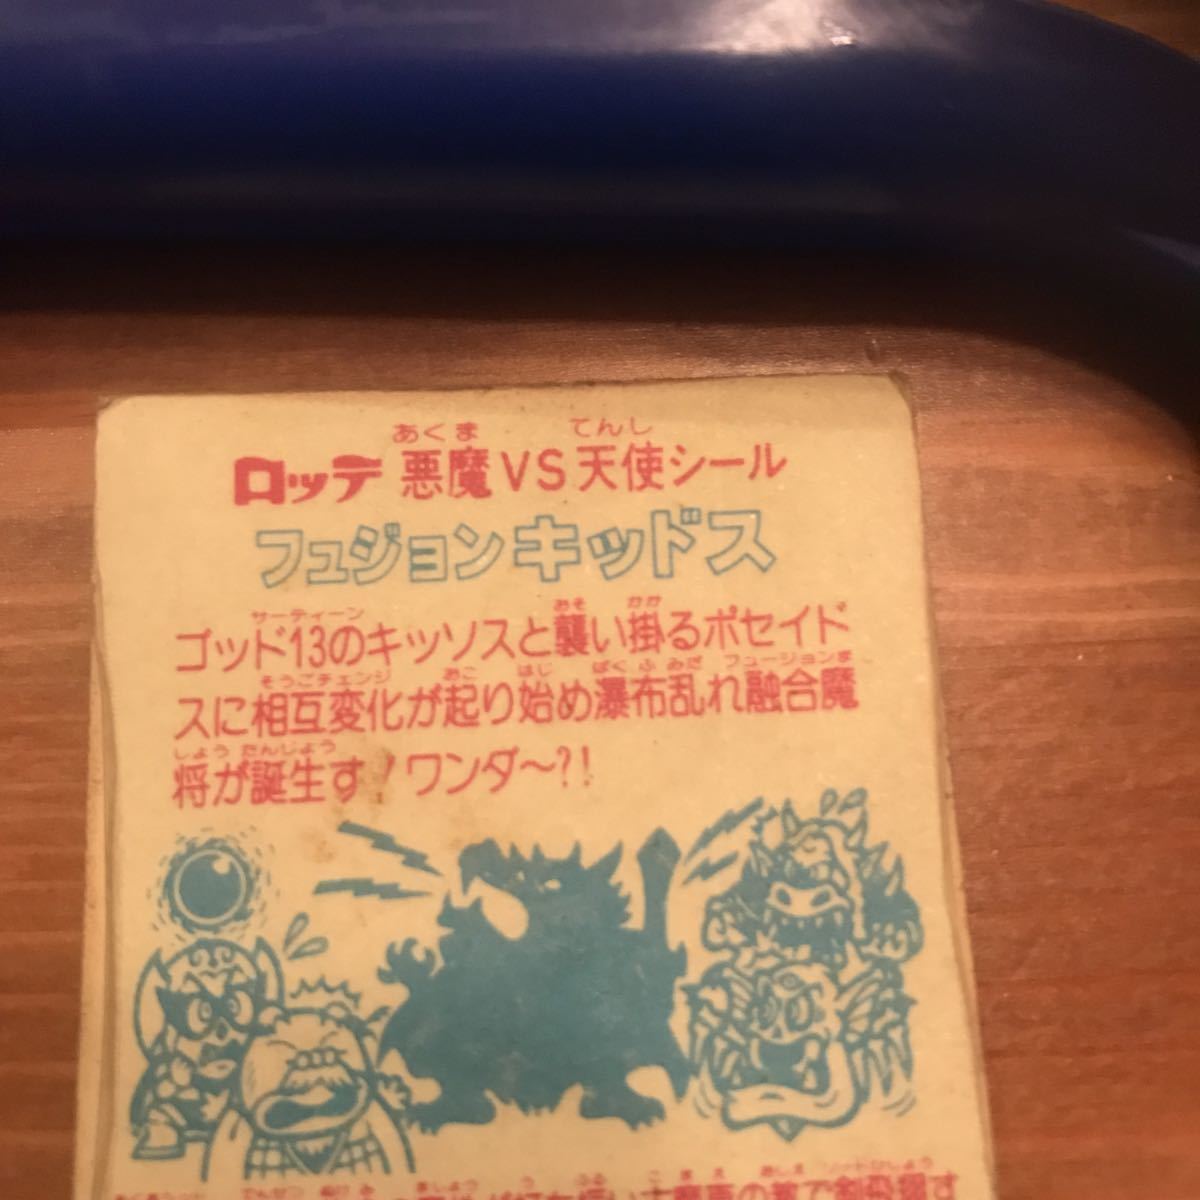 あくま てんし
ロッテ 悪魔VS天使シール
フュジョンキッドス
サーティーン おそ かか
ゴッド13のキッソスと襲い掛るポセイド
そうごチェンジ おこ はじ ばくふみだ フュージョンま
スに相互変化が起り始め瀑布乱れ融合魔
しょう たんじょう
将が誕生す!ワンダ〜?!